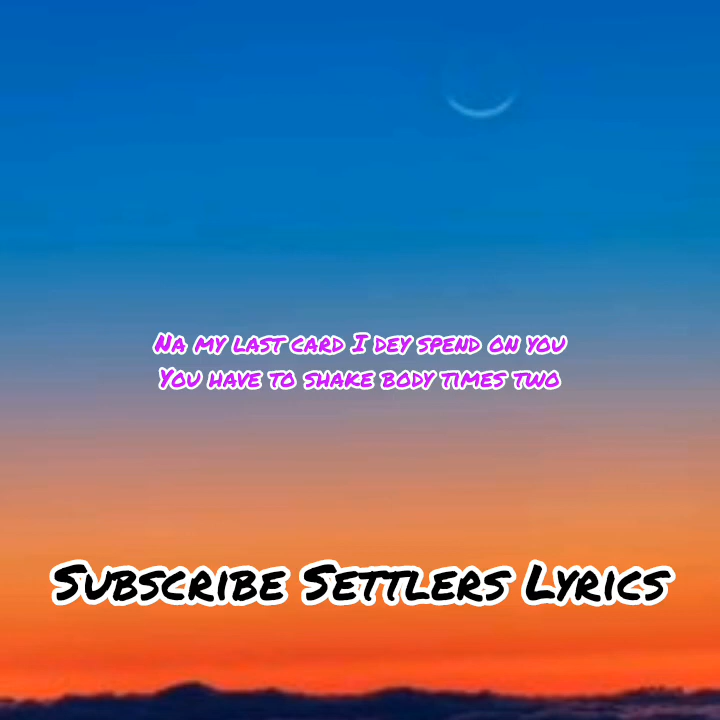 Na my last card I dey spend on you
You have to shake body times two
Subscribe Settlers Lyrics